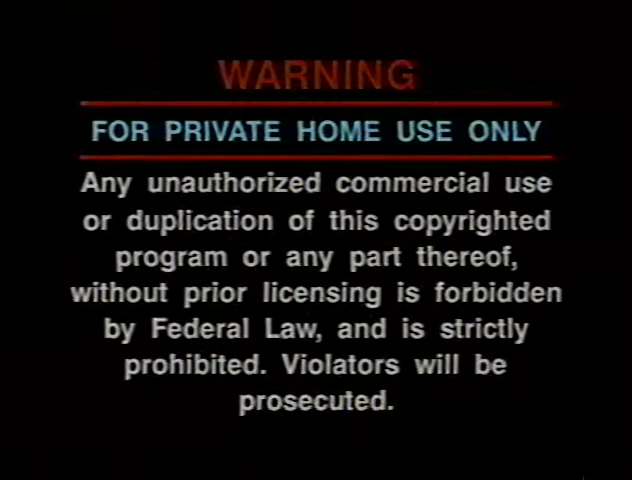 WARNING
FOR PRIVATE HOME USE ONLY
Any unauthorized commercial use
or duplication of this copyrighted
program or any part thereof,
without prior licensing is forbidden
by Federal Law, and is strictly
prohibited. Violators will be
prosecuted.